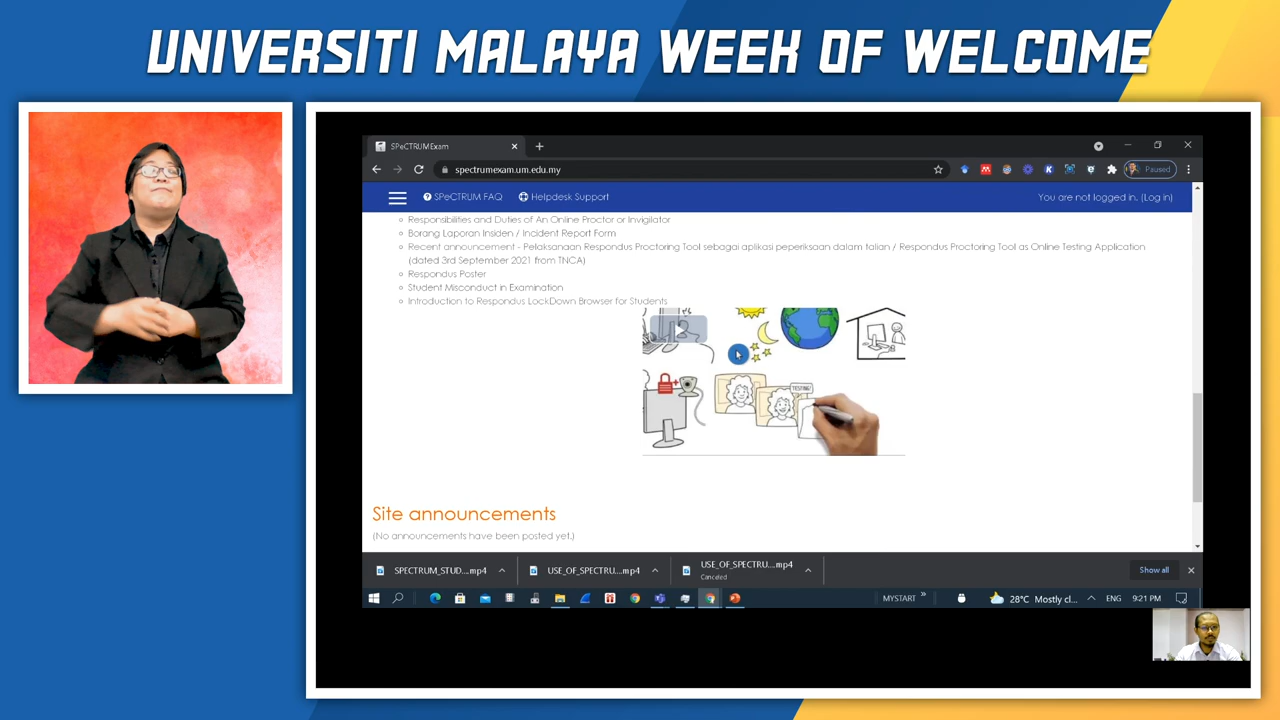 UNIVERSITI MALAYA WEEK OF WELCOME
SPeCTRUMExam
spectrumexam.um.edu.my
Paused
SPeCTRUM FAQ
Helpdesk Support
You are not logged in. (Log in)
Responsibilities and Duties of An Online Proctor or Invigilator
Borang Laporan Insiden / Incident Report Form
Recent announcement - Pelaksanaan Respondus Proctoring Tool sebagai aplikasi peperiksaan dalam talian / Respondus Proctoring Tool as Online Testing Application
(dated 3rd September 2021 from TNCA)
Respondus Poster
Student Misconduct in Examination
Introduction to Respondus LockDown Browser for Students
TESTING
Site announcements
(No announcements have been posted yet.)
SPECTRUM_STUD....mp4
USE_OF_SPECTRU....mp4
USE_OF_SPECTRU....mp4
Canceled
Show all
MYSTART
28°C Mostly cl...
ENG
9:21 PM